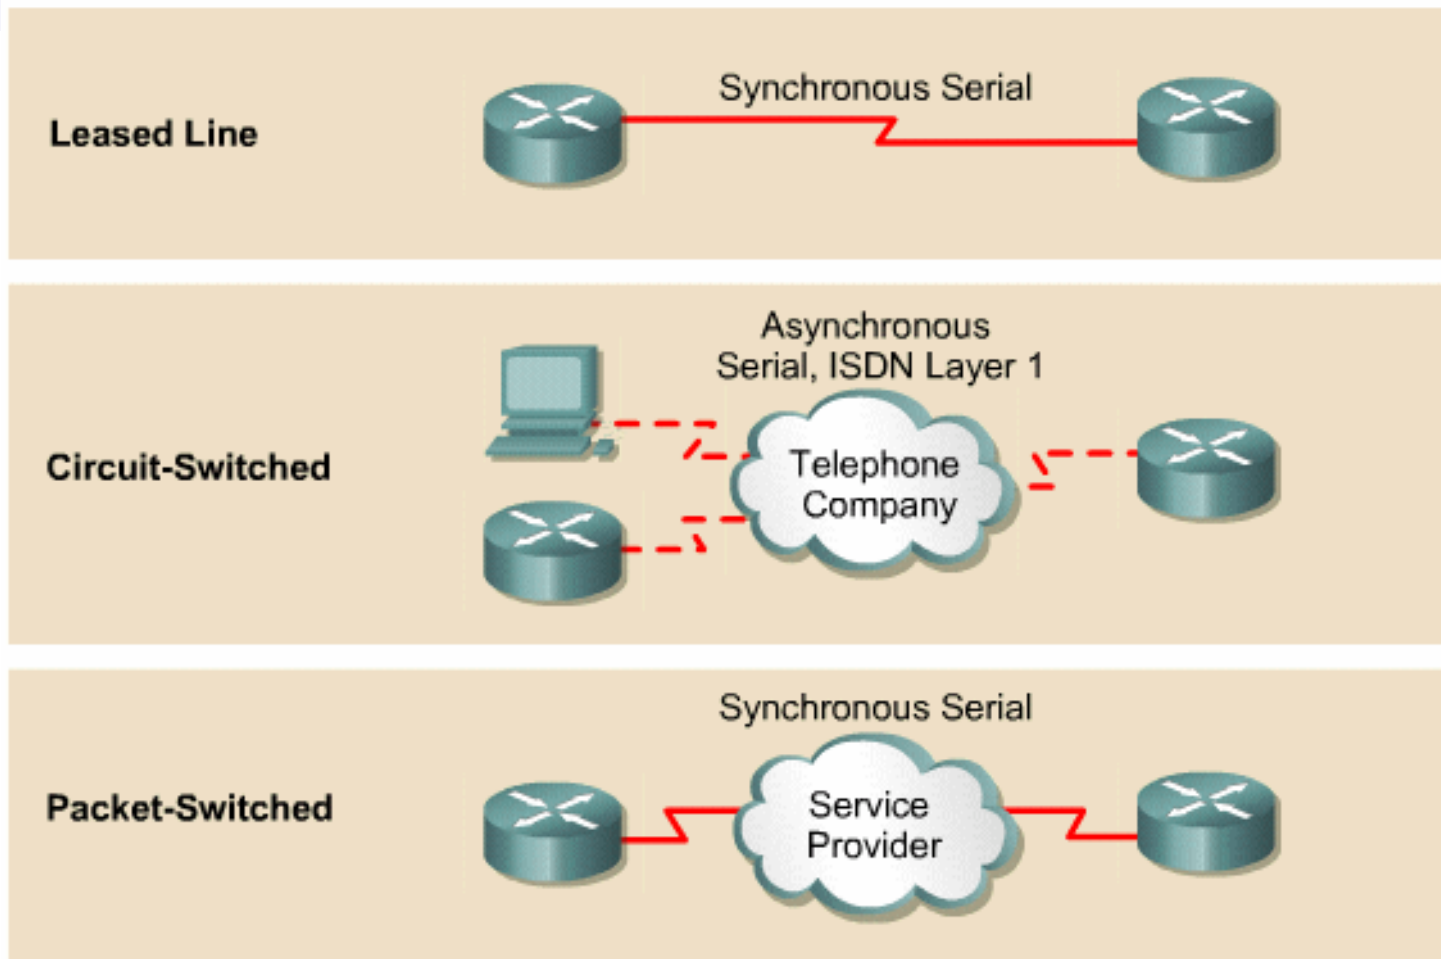 Synchronous Serial
Leased Line
Asynchronous
Serial, ISDN Layer 1
Circuit-Switched
Telephone
Company
Synchronous Serial
Packet-Switched
Service
Provider